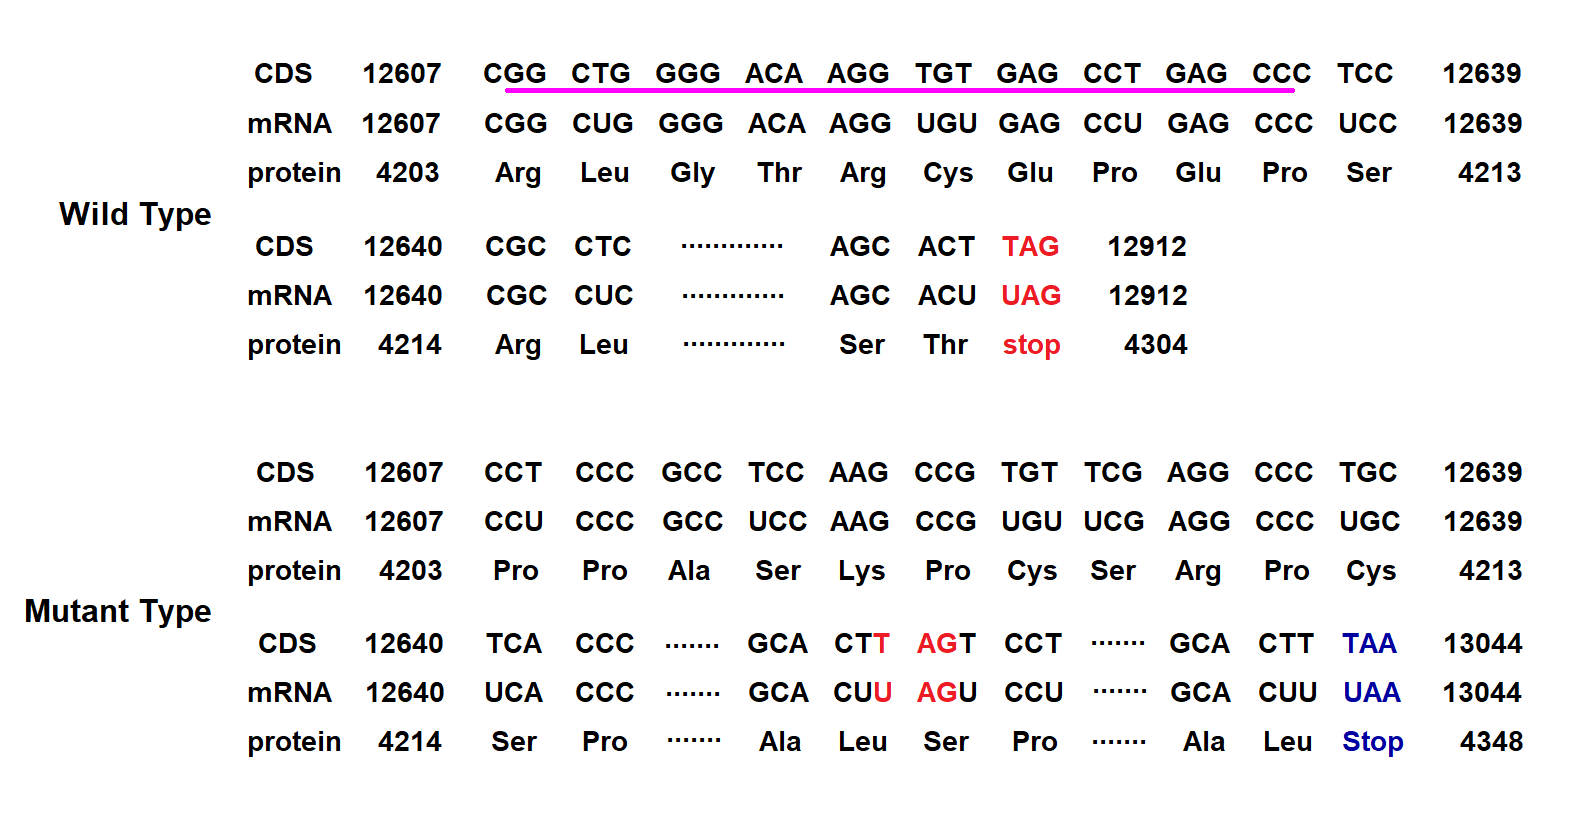 CDS 12607 CGG CTG GGG ACA AGG TGT GAG CCT GAG CCC TCC 12639
mRNA 12607 CGG CUG GGG ACA AGG UGU GAG CCU GAG CCC UCC 12639
protein 4203 Arg Leu Gly Thr Arg Cys Glu Pro Glu Pro Ser 4213
Wild Type
CDS 12640 CGC CTC ............. AGC ACT TAG 12912
mRNA 12640 CGC CUC ............. AGC ACU UAG 12912
protein 4214 Arg Leu ............. Ser Thr stop 4304
CDS 12607 CCT CCC GCC TCC AAG CCG TGT TCG AGG CCC TGC 12639
mRNA 12607 CCU CCC GCC UCC AAG CCG UGU UCG AGG CCC UGC 12639
protein 4203 Pro Pro Ala Ser Lys Pro Cys Ser Arg Pro Cys 4213
Mutant Type
CDS 12640 TCA CCC ....... GCA CTT AGT CCT ....... GCA CTT TAA 13044
mRNA 12640 UCA CCC ....... GCA CUU AGU CCU ....... GCA CUU UAA 13044
protein 4214 Ser Pro ....... Ala Leu Ser Pro ....... Ala Leu Stop 4348